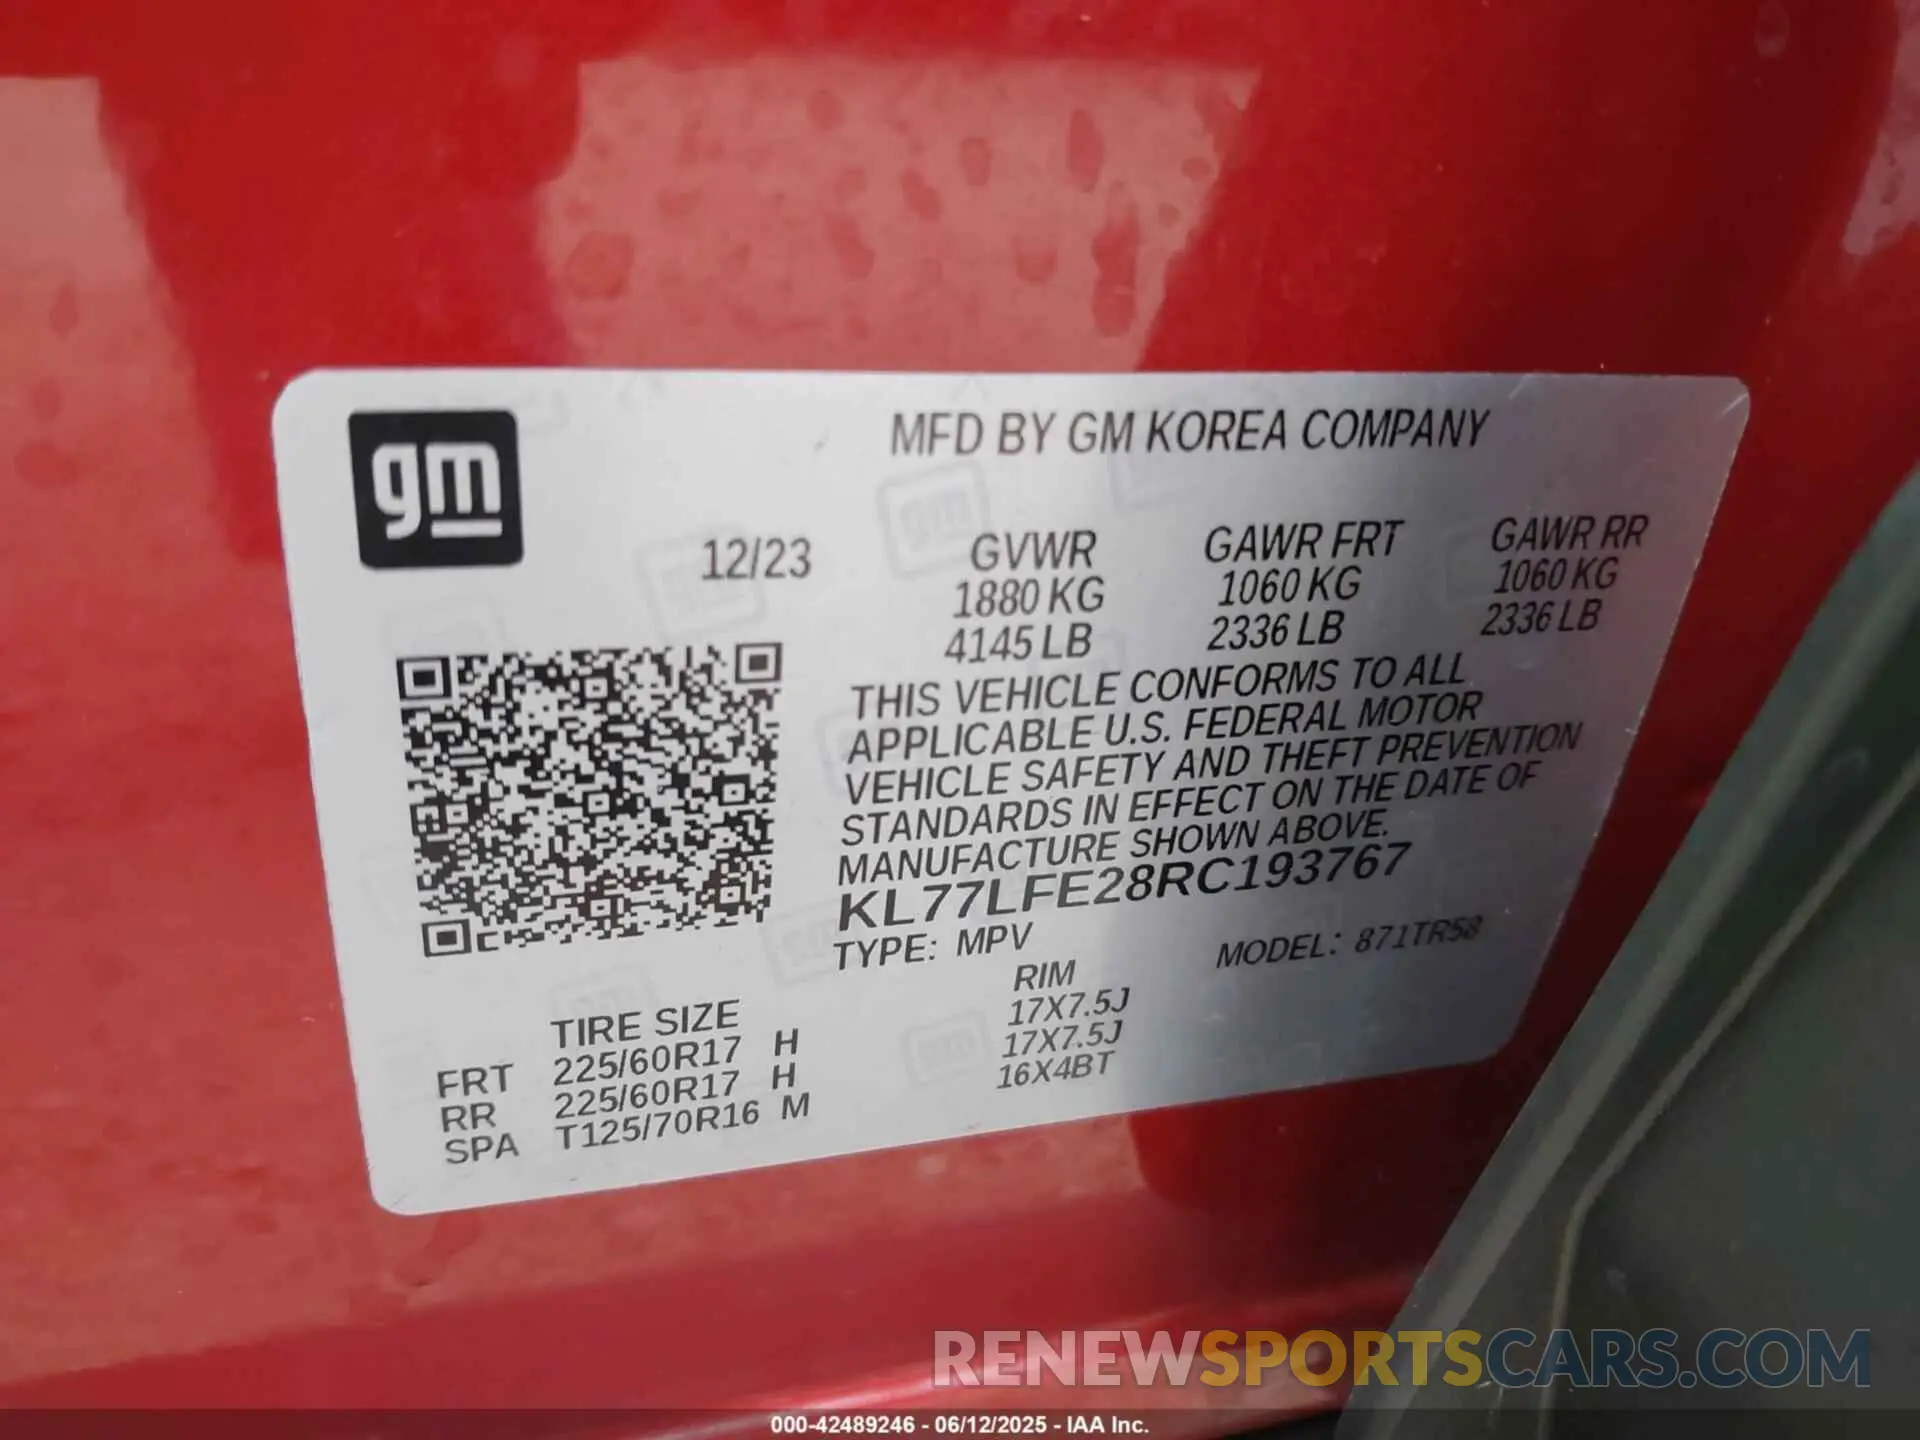 gm
MFD BY GM KOREA COMPANY
12/23
GVWR GAWR FRT GAWR RR
1880 KG 1060 KG 1060 KG
4145 LB 2336 LB 2336 LB
THIS VEHICLE CONFORMS TO ALL
APPLICABLE U.S. FEDERAL MOTOR
VEHICLE SAFETY AND THEFT PREVENTION
STANDARDS IN EFFECT ON THE DATE OF
MANUFACTURE SHOWN ABOVE.
KL77LFE28RC193767
TYPE: MPV MODEL: 871TR58
TIRE SIZE RIM
FRT 225/60R17 H 17X7.5J
RR 225/60R17 H 17X7.5J
SPA T125/70R16 M 16X4BT
RENEWSPORTSCARS.COM
000-42489246 - 06/12/2025 - IAA Inc.